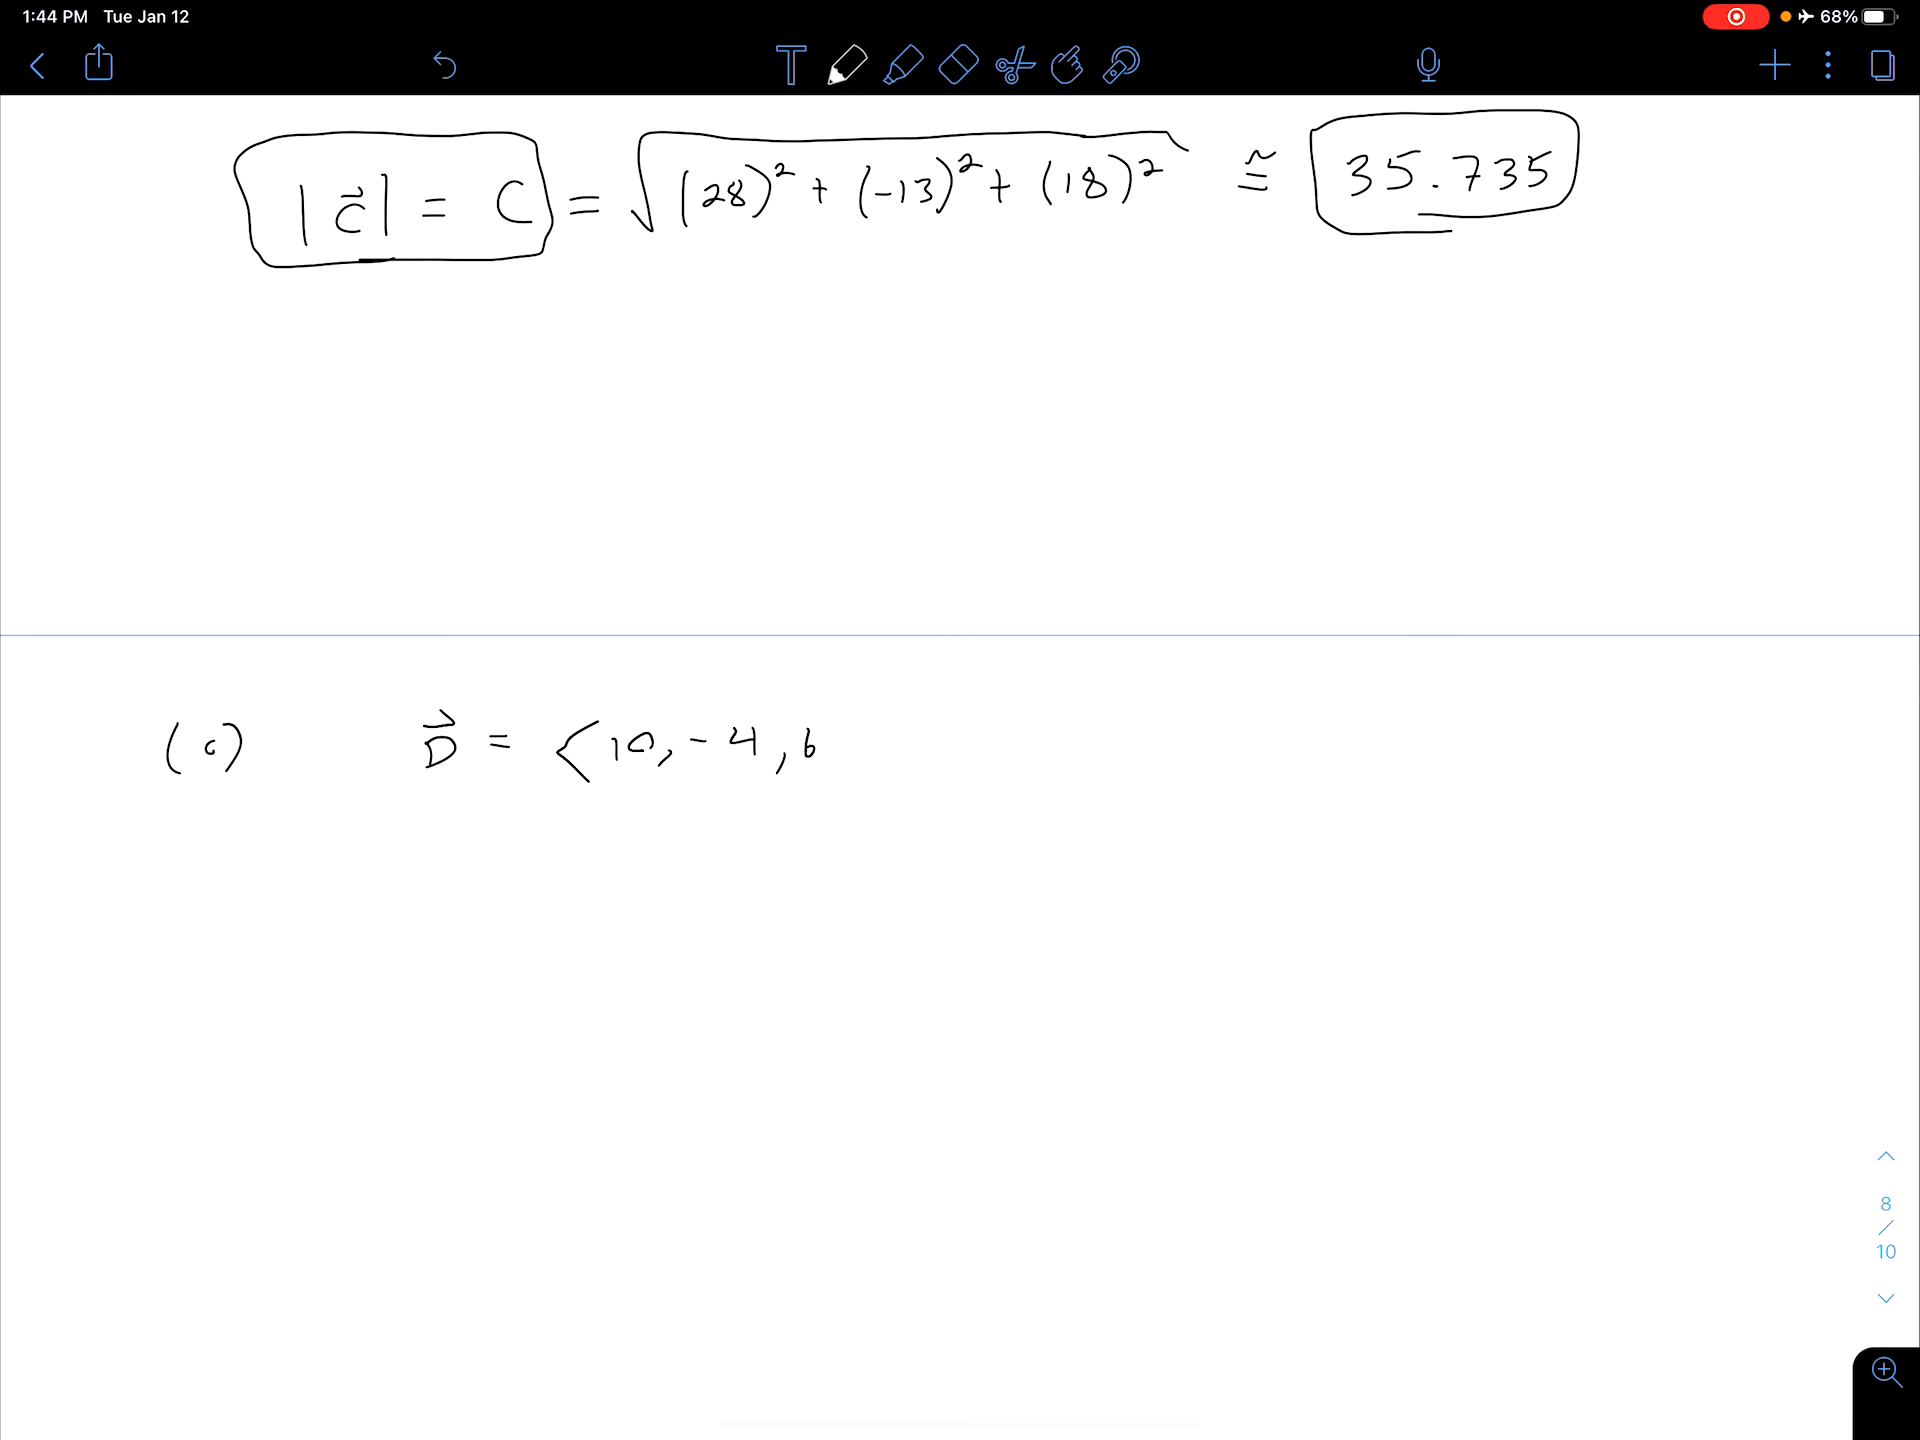 1:44 PM Tue Jan 12
68%
|c⃗| = C = √((28)² + (-13)² + (18)²) ≅ 35.735
(c) D⃗ = <10, -4, 6
8
/
10